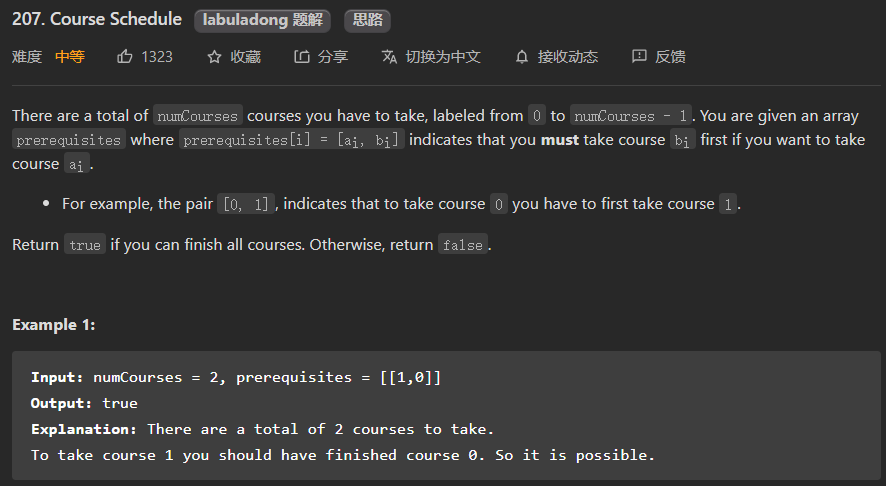 207. Course Schedule labuladong 题解 思路
难度 中等 1323 收藏 分享 切换为中文 接收动态 反馈
There are a total of numCourses courses you have to take, labeled from 0 to numCourses - 1. You are given an array
prerequisites where prerequisites[i] = [aᵢ, bᵢ] indicates that you must take course bᵢ first if you want to take
course aᵢ.
• For example, the pair [0, 1], indicates that to take course 0 you have to first take course 1.
Return true if you can finish all courses. Otherwise, return false.
Example 1:
Input: numCourses = 2, prerequisites = [[1,0]]
Output: true
Explanation: There are a total of 2 courses to take.
To take course 1 you should have finished course 0. So it is possible.